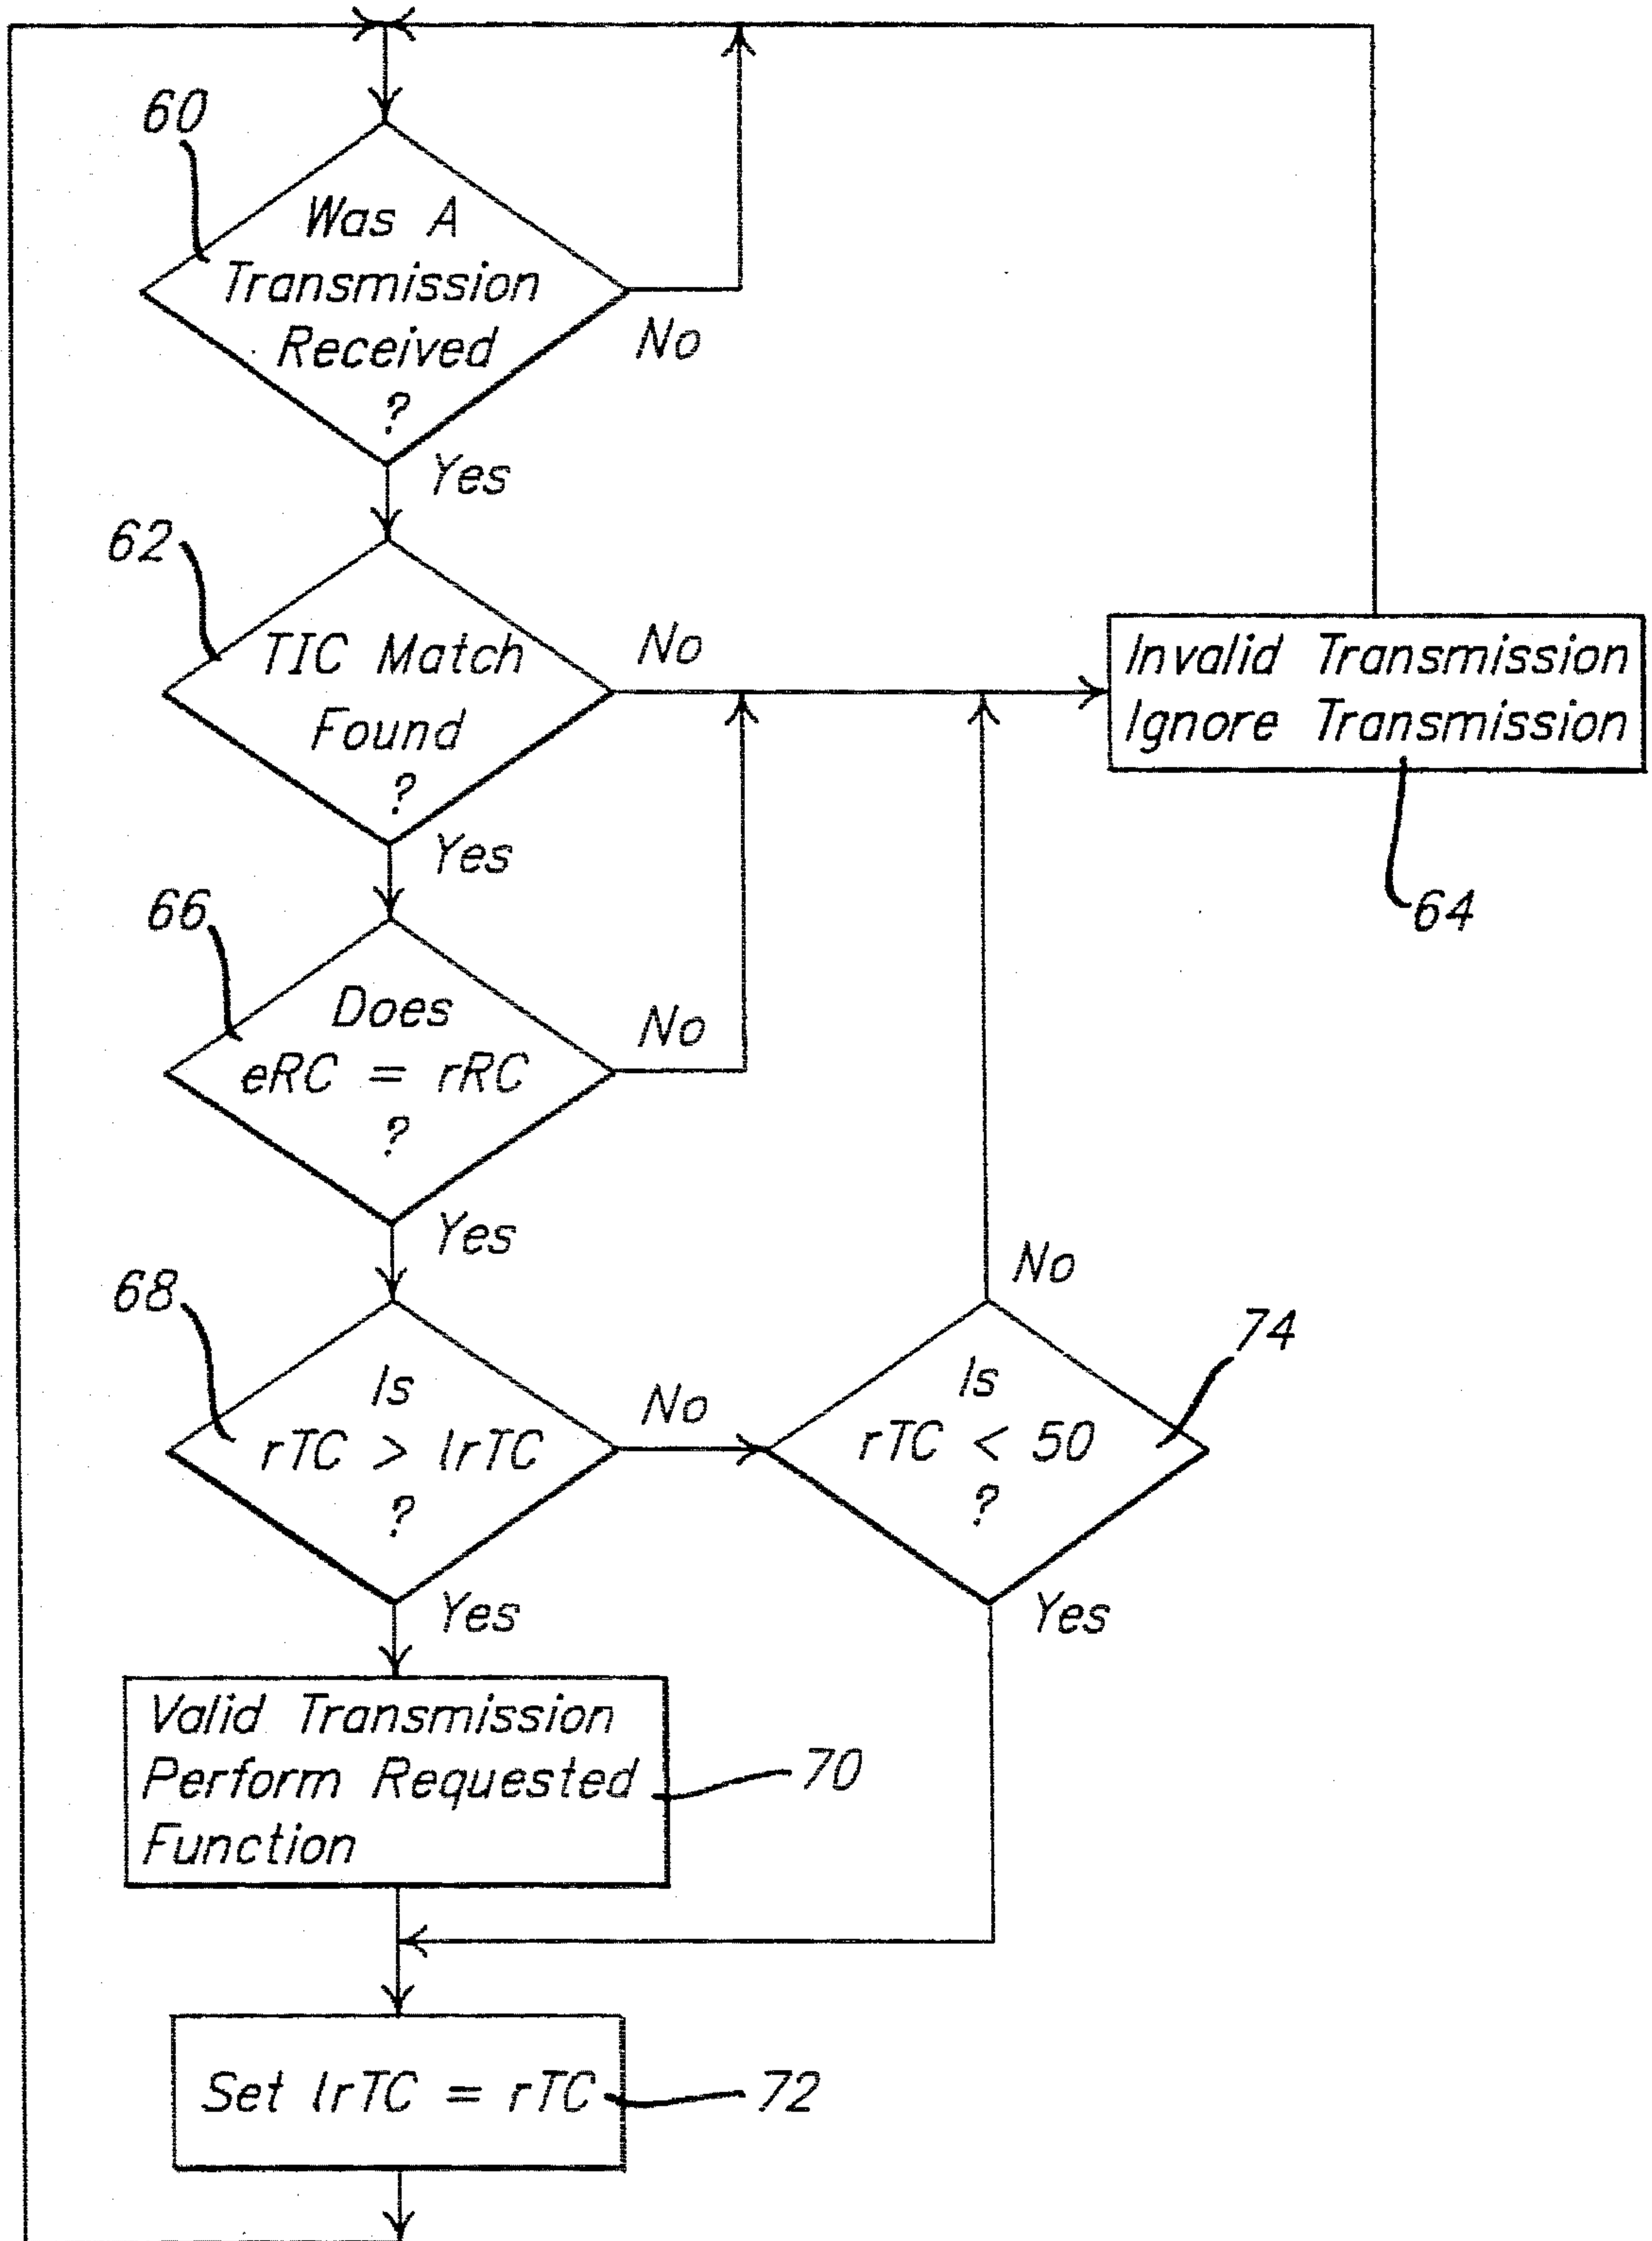 60
Was A
Transmission
Received
?
No
Yes
62
TIC Match
Found
?
No
Yes
Invalid Transmission
Ignore Transmission
64
66
Does
eRC = rRC
?
No
Yes
68
Is
rTC > lrTC
?
No
Yes
74
Is
rTC < 50
?
No
Yes
Valid Transmission
Perform Requested
Function
70
Set lrTC = rTC
72